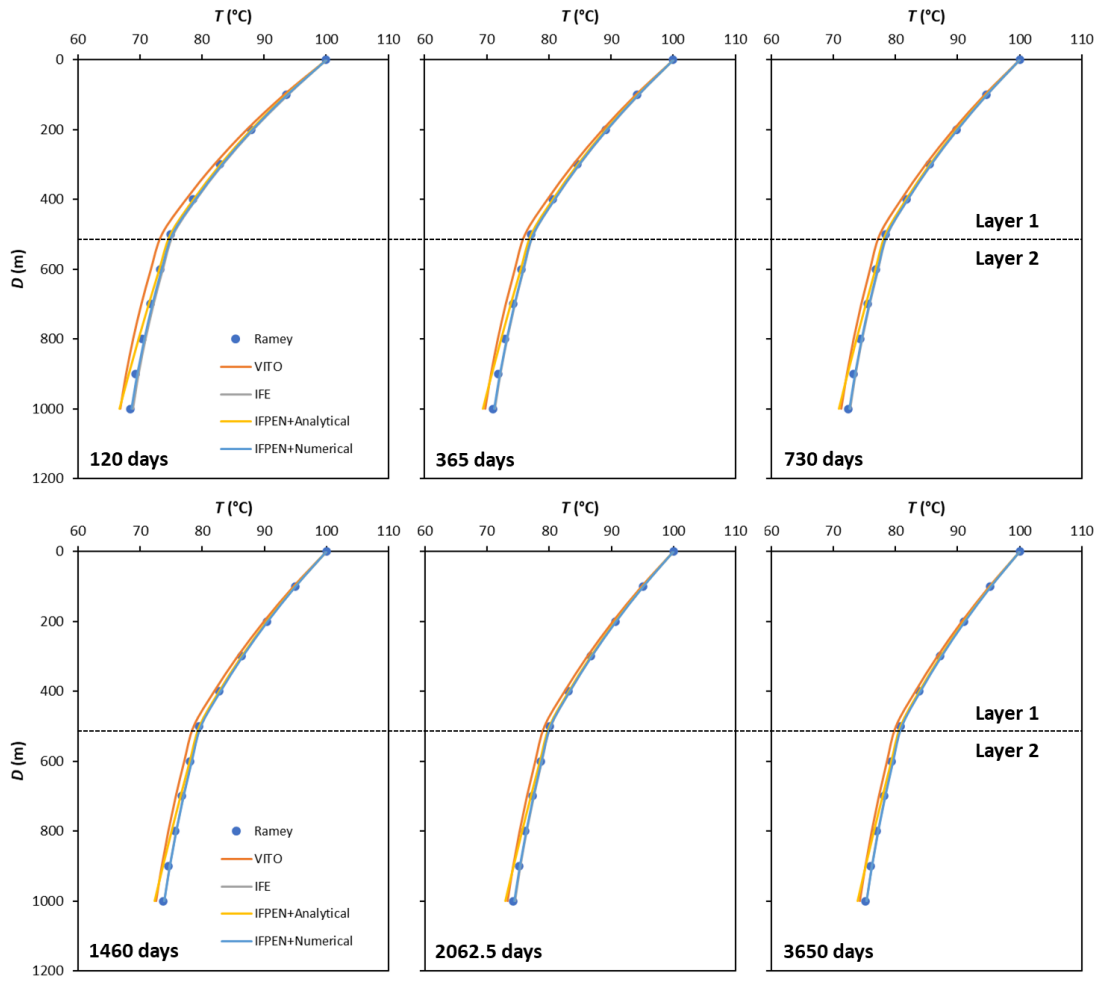 T (°C) T (°C) T (°C)
60 70 80 90 100 110 60 70 80 90 100 110 60 70 80 90 100 110
0
200
400
Layer 1
D (m)
Layer 2
600
800
Ramey
VITO
IFE
1000
IFPEN+Analytical
IFPEN+Numerical
120 days 365 days 730 days
1200
T (°C) T (°C) T (°C)
60 70 80 90 100 110 60 70 80 90 100 110 60 70 80 90 100 110
0
200
400
Layer 1
D (m)
Layer 2
600
800
Ramey
VITO
IFE
1000
IFPEN+Analytical
IFPEN+Numerical
1460 days 2062.5 days 3650 days
1200